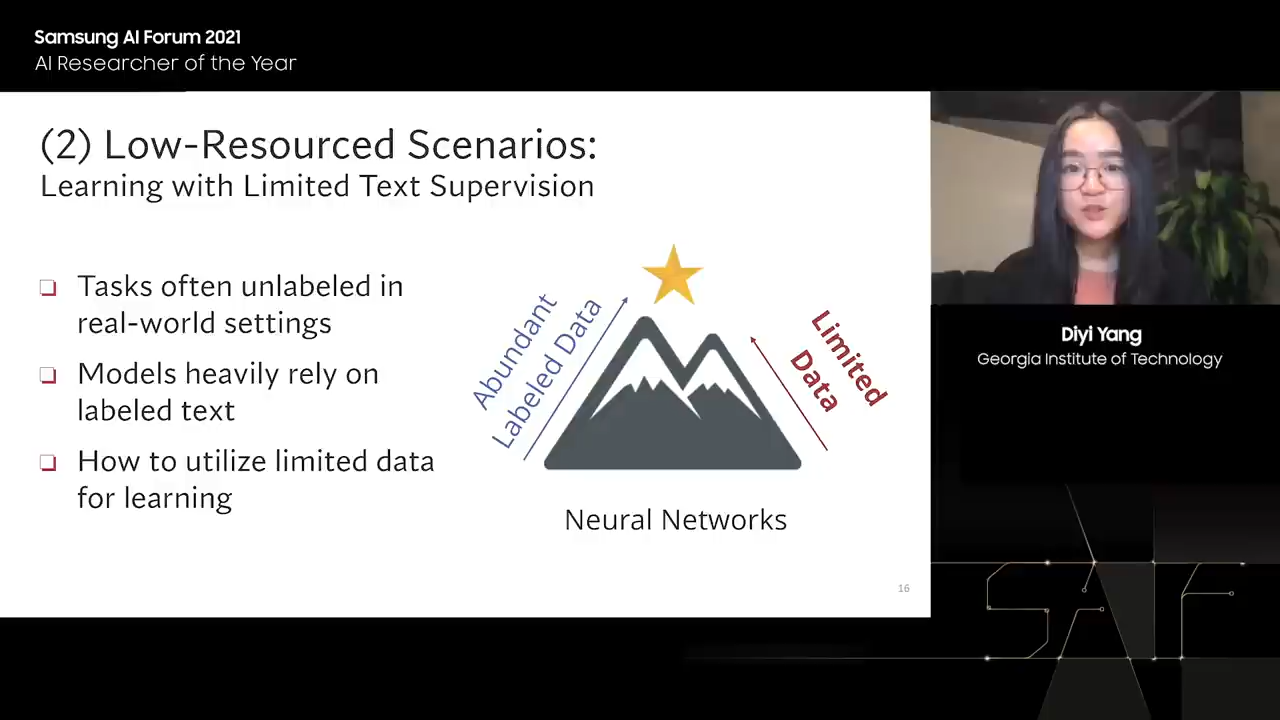 Samsung AI Forum 2021
AI Researcher of the Year
(2) Low-Resourced Scenarios:
Learning with Limited Text Supervision
❑ Tasks often unlabeled in
real-world settings
❑ Models heavily rely on
labeled text
❑ How to utilize limited data
for learning
Abundant
Labeled Data
Limited
Data
Neural Networks
16
Diyi Yang
Georgia Institute of Technology
SAF